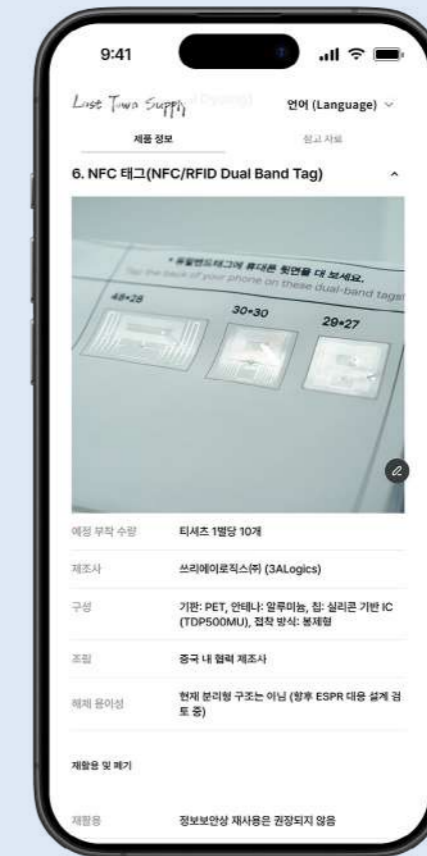 9:41
Last Towa Supply
언어 (Language)
제품 정보
참고 자료
6. NFC 태그(NFC/RFID Dual Band Tag)
* 듀얼밴드태그에 휴대폰 뒷면을 대 보세요.
Tap the back of your phone on these dual-band tags!
48*28
30*30
29*27
예정 부착 수량 티셔츠 1벌당 10개
제조사 쓰리에이로직스㈜ (3ALogics)
구성 기판: PET, 안테나: 알루미늄, 칩: 실리콘 기반 IC
(TDP500MU), 접착 방식: 봉제형
조립 중국 내 협력 제조사
해체 용이성 현재 분리형 구조는 아님 (향후 ESPR 대응 설계 검
토 중)
재활용 및 폐기
재활용 정보보안상 재사용은 권장되지 않음